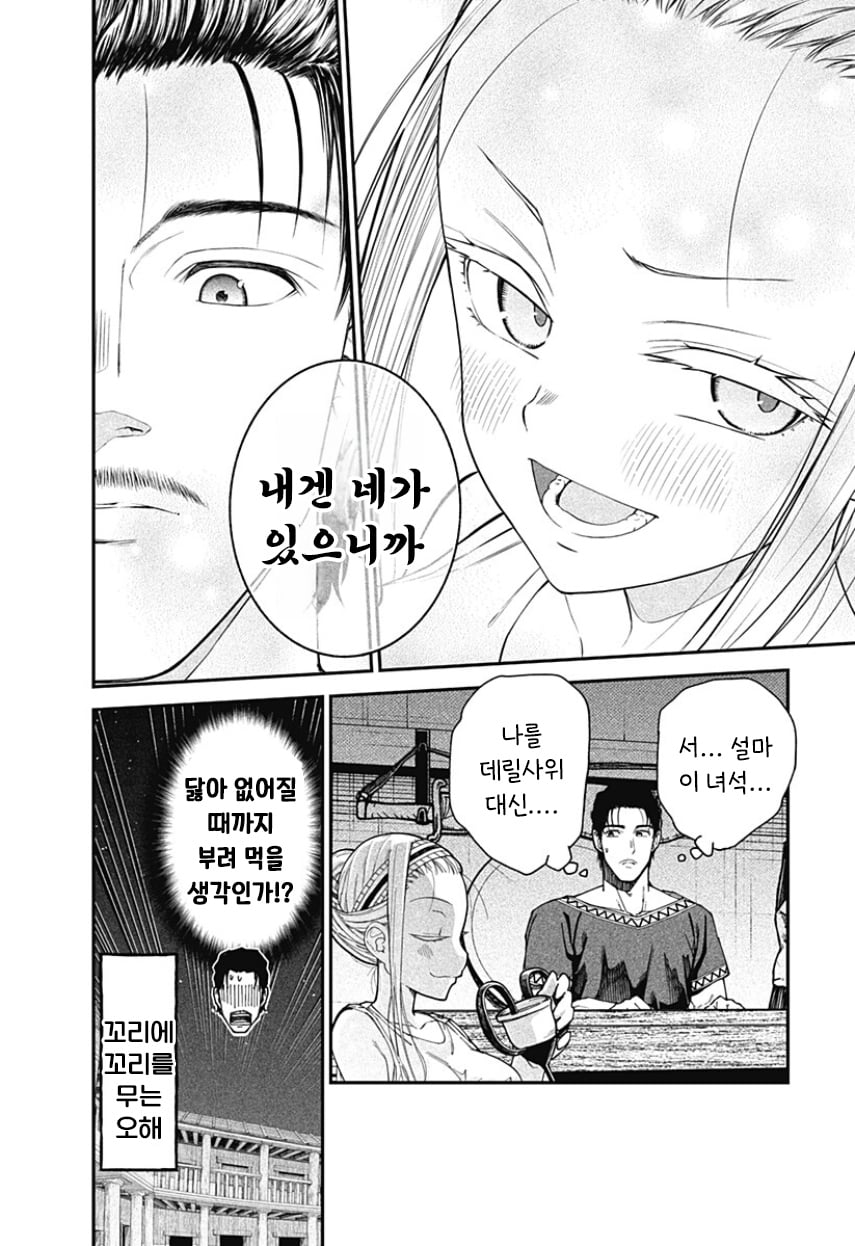 내겐 네가
있으니까
서... 설마
이 녀석...
나를
데릴사위
대신....
닳아 없어질
때까지
부려 먹을
생각인가!?
꼬리에
꼬리를
무는
오해